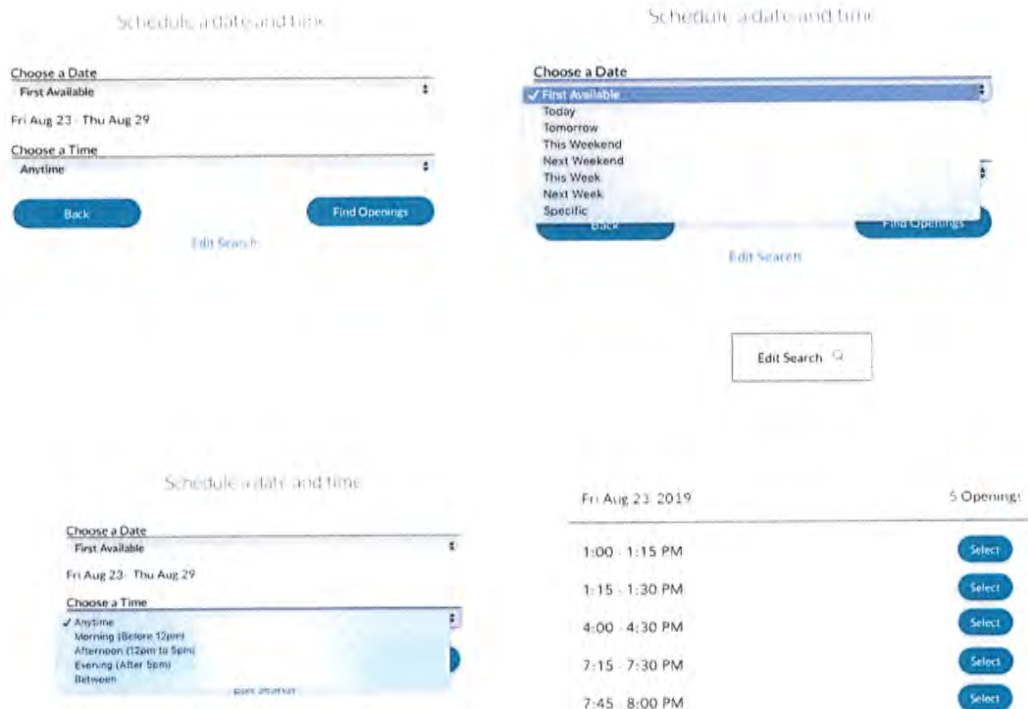 Schedule a date and time
Choose a Date
First Available
Fri Aug 23 - Thu Aug 29
Choose a Time
Anytime
Back
Find Openings
Edit Search
Schedule a date and time
Choose a Date
✓ First Available
Today
Tomorrow
This Weekend
Next Weekend
This Week
Next Week
Specific
Back
Find Openings
Edit Search
Edit Search
Schedule a date and time
Choose a Date
First Available
Fri Aug 23 - Thu Aug 29
Choose a Time
✓ Anytime
Morning (Before 12pm)
Afternoon (12pm to 5pm)
Evening (After 5pm)
Between
Fri Aug 23, 2019 5 Openings
1:00 - 1:15 PM Select
1:15 - 1:30 PM Select
4:00 - 4:30 PM Select
7:15 - 7:30 PM Select
7:45 - 8:00 PM Select